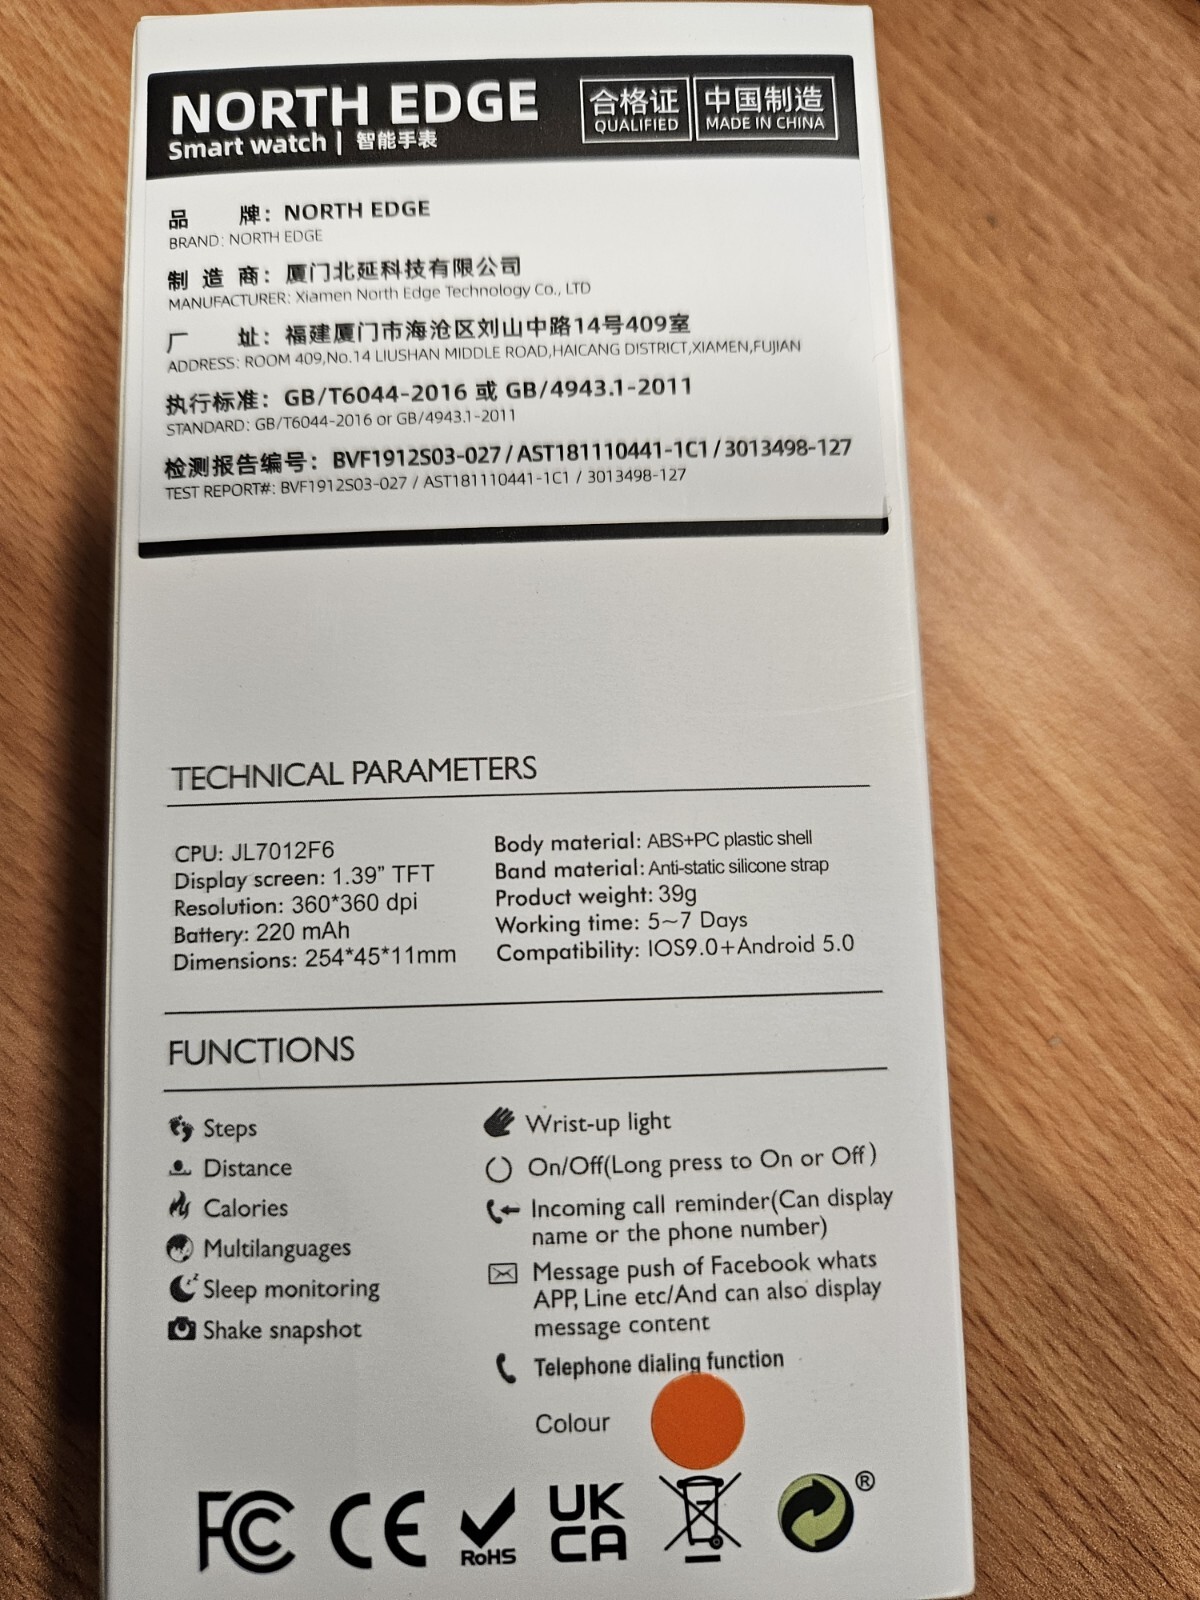 NORTH EDGE
Smart watch | 智能手表
合格证
QUALIFIED
中国制造
MADE IN CHINA
品 牌：NORTH EDGE
BRAND: NORTH EDGE
制 造 商：厦门北延科技有限公司
MANUFACTURER: Xiamen North Edge Technology Co., LTD
厂 址：福建厦门市海沧区刘山中路14号409室
ADDRESS: ROOM 409,No.14 LIUSHAN MIDDLE ROAD,HAICANG DISTRICT,XIAMEN,FUJIAN
执行标准：GB/T6044-2016 或 GB/4943.1-2011
STANDARD: GB/T6044-2016 or GB/4943.1-2011
检测报告编号：BVF1912S03-027 / AST181110441-1C1 / 3013498-127
TEST REPORT#: BVF1912S03-027 / AST181110441-1C1 / 3013498-127
TECHNICAL PARAMETERS
CPU: JL7012F6
Display screen: 1.39” TFT
Resolution: 360*360 dpi
Battery: 220 mAh
Dimensions: 254*45*11mm
Body material: ABS+PC plastic shell
Band material: Anti-static silicone strap
Product weight: 39g
Working time: 5~7 Days
Compatibility: IOS9.0+Android 5.0
FUNCTIONS
Steps
Distance
Calories
Multilanguages
Sleep monitoring
Shake snapshot
Wrist-up light
On/Off(Long press to On or Off)
Incoming call reminder(Can display
name or the phone number)
Message push of Facebook whats
APP, Line etc/And can also display
message content
Telephone dialing function
Colour
FC CE RoHS UK
CA ®